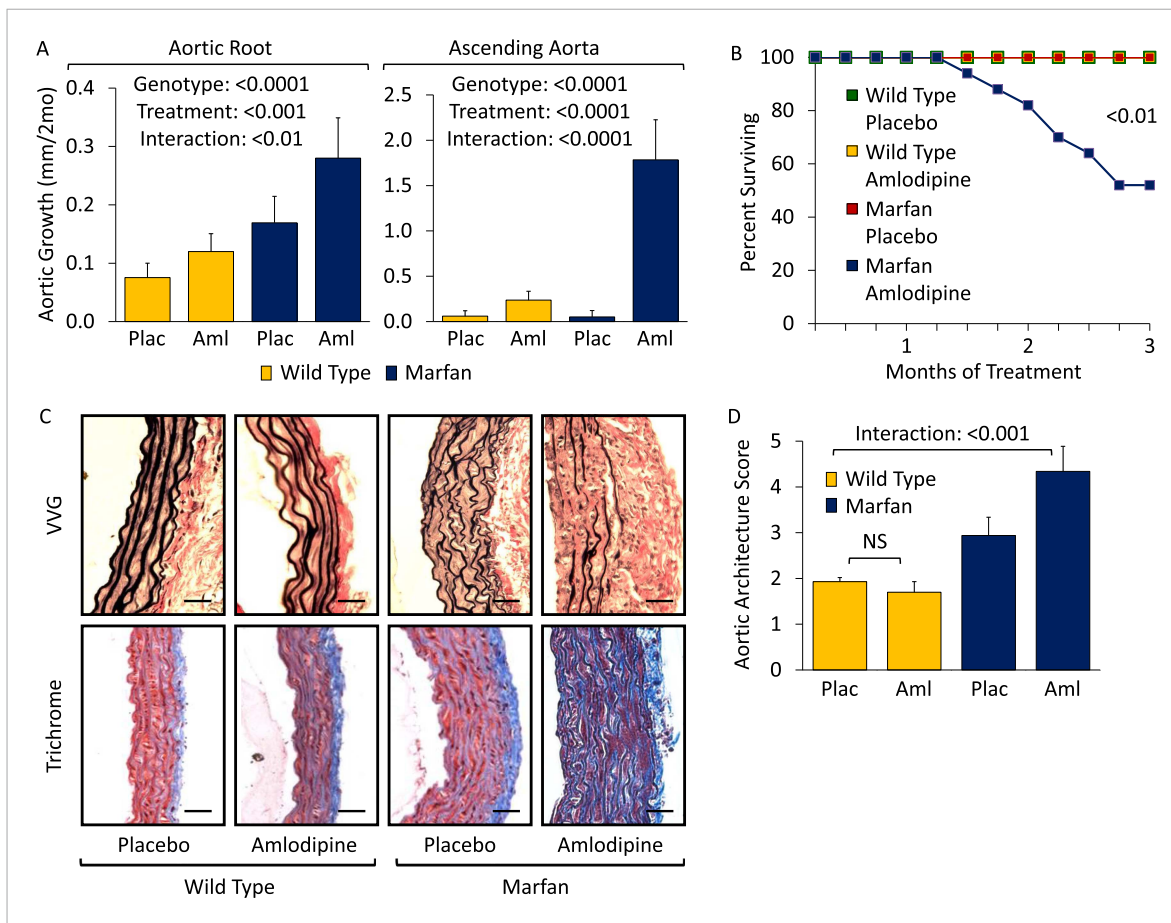 A
Aortic Root
Ascending Aorta
Genotype: <0.0001
Treatment: <0.001
Interaction: <0.01
Genotype: <0.0001
Treatment: <0.0001
Interaction: <0.0001
Aortic Growth (mm/2mo)
0.4
0.3
0.2
0.1
0.0
2.5
2.0
1.5
1.0
0.5
0.0
Plac
Aml
Plac
Aml
Plac
Aml
Plac
Aml
Wild Type
Marfan
B
Percent Surviving
100
80
60
40
20
0
Wild Type
Placebo
Wild Type
Amlodipine
Marfan
Placebo
Marfan
Amlodipine
<0.01
1
2
3
Months of Treatment
C
VVG
Trichrome
Placebo
Amlodipine
Placebo
Amlodipine
Wild Type
Marfan
D
Aortic Architecture Score
5
4
3
2
1
0
Interaction: <0.001
Wild Type
Marfan
NS
Plac
Aml
Plac
Aml